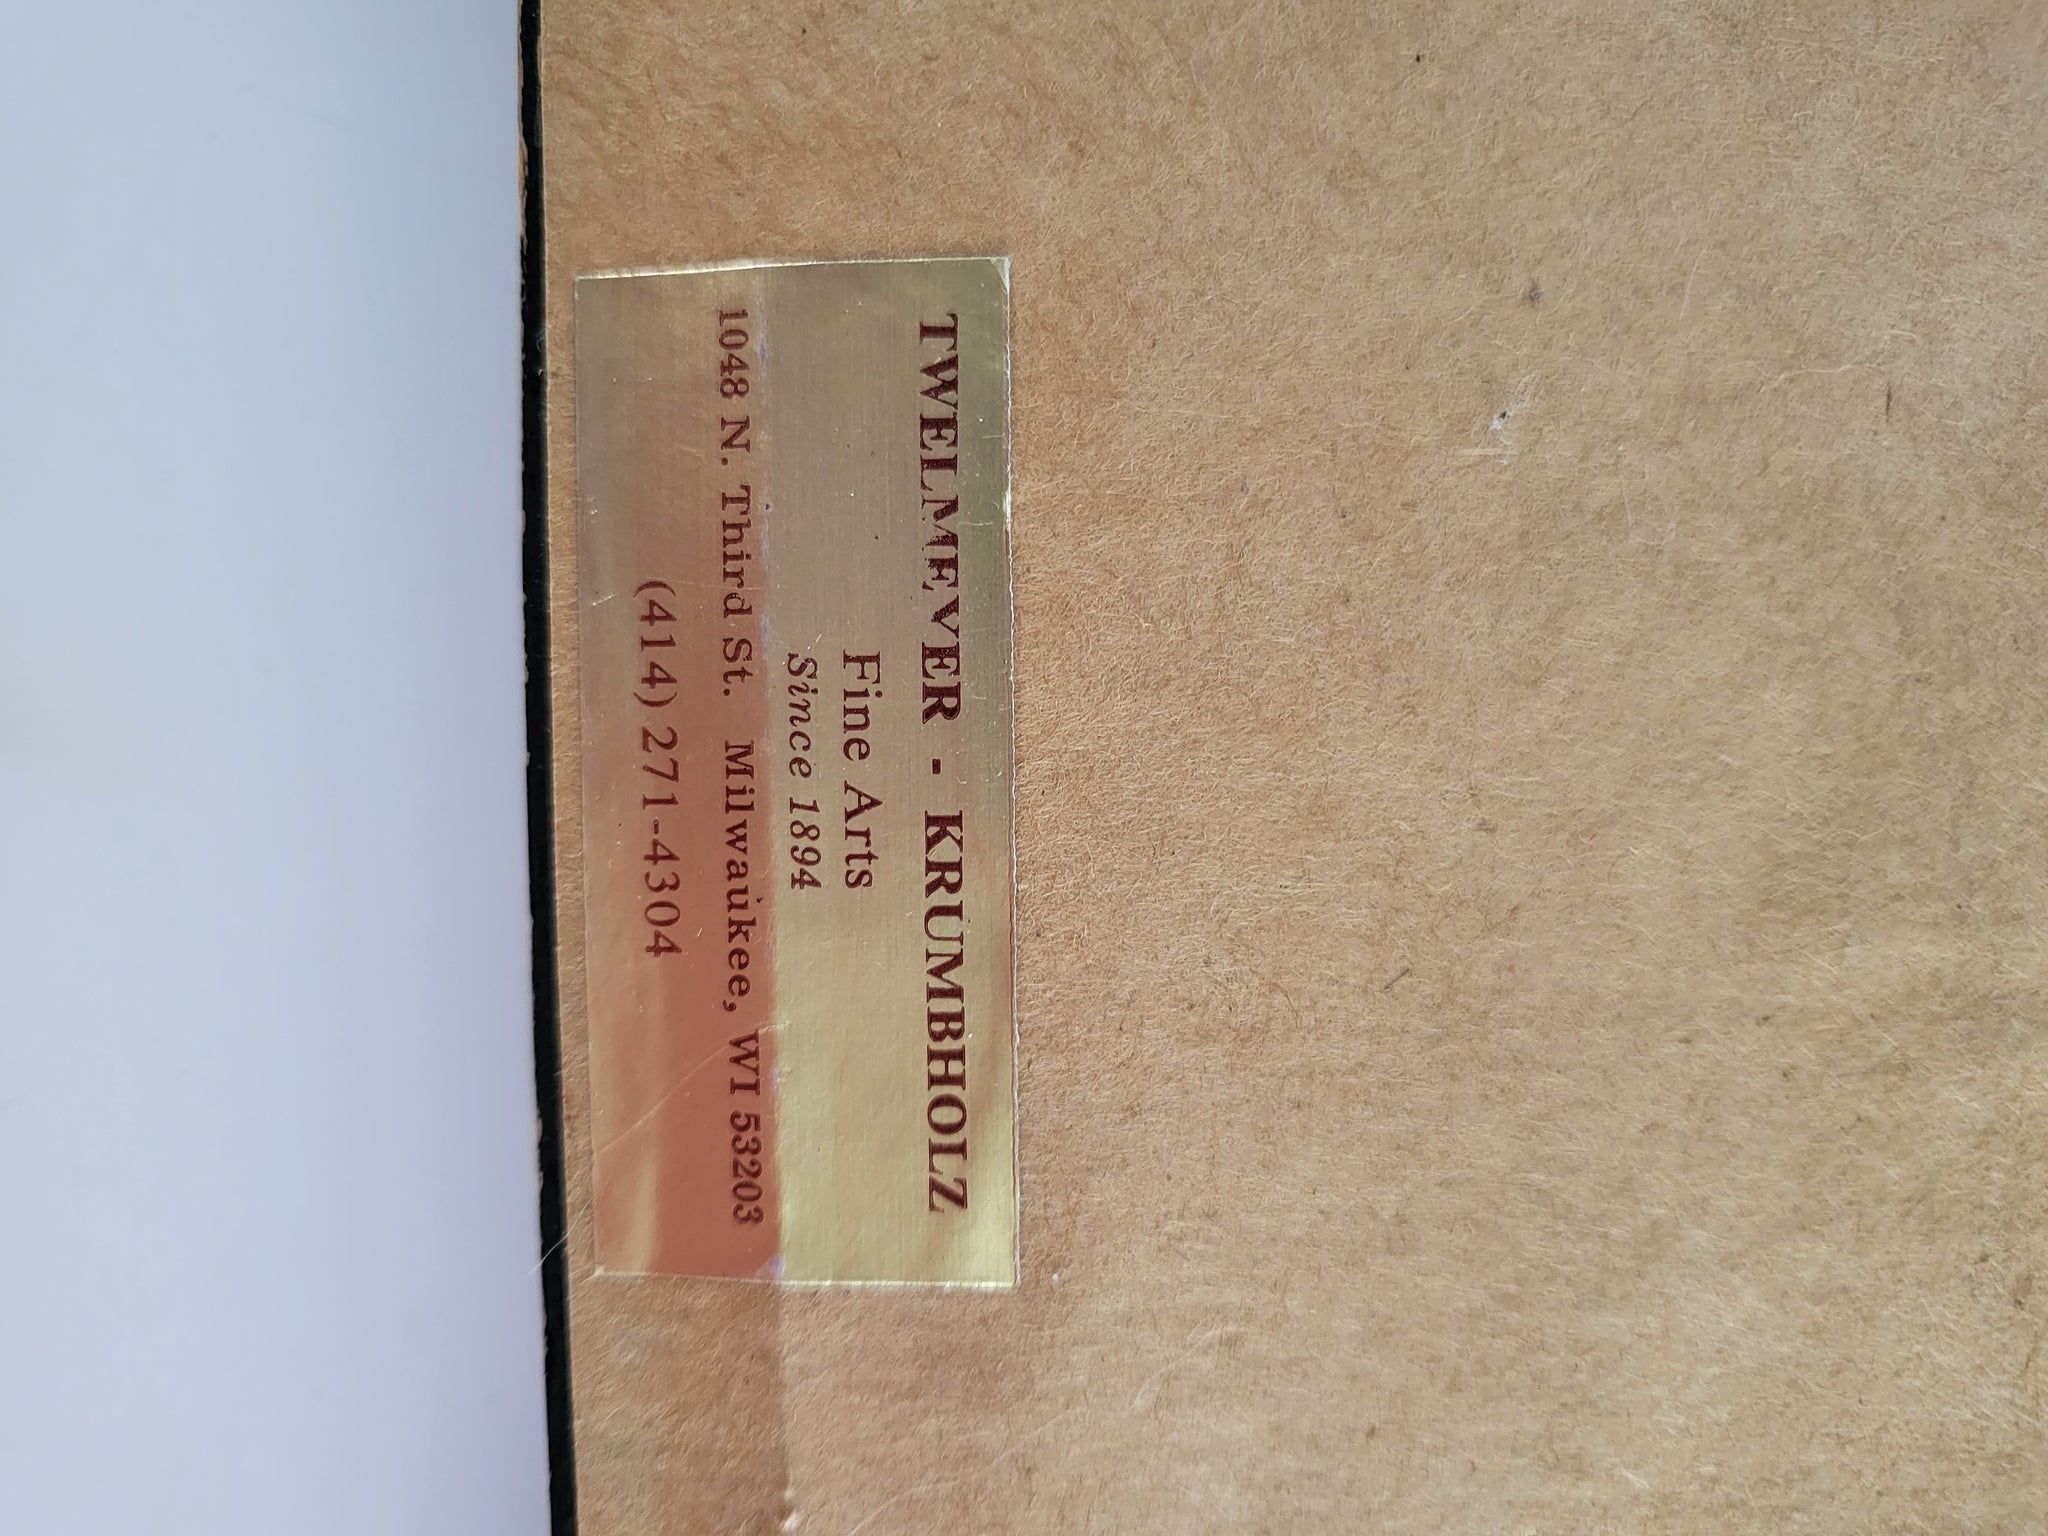 TWELMEYER - KRUMBHOLZ
Fine Arts
Since 1894
1048 N. Third St. Milwaukee, WI 53203
(414) 271-4304